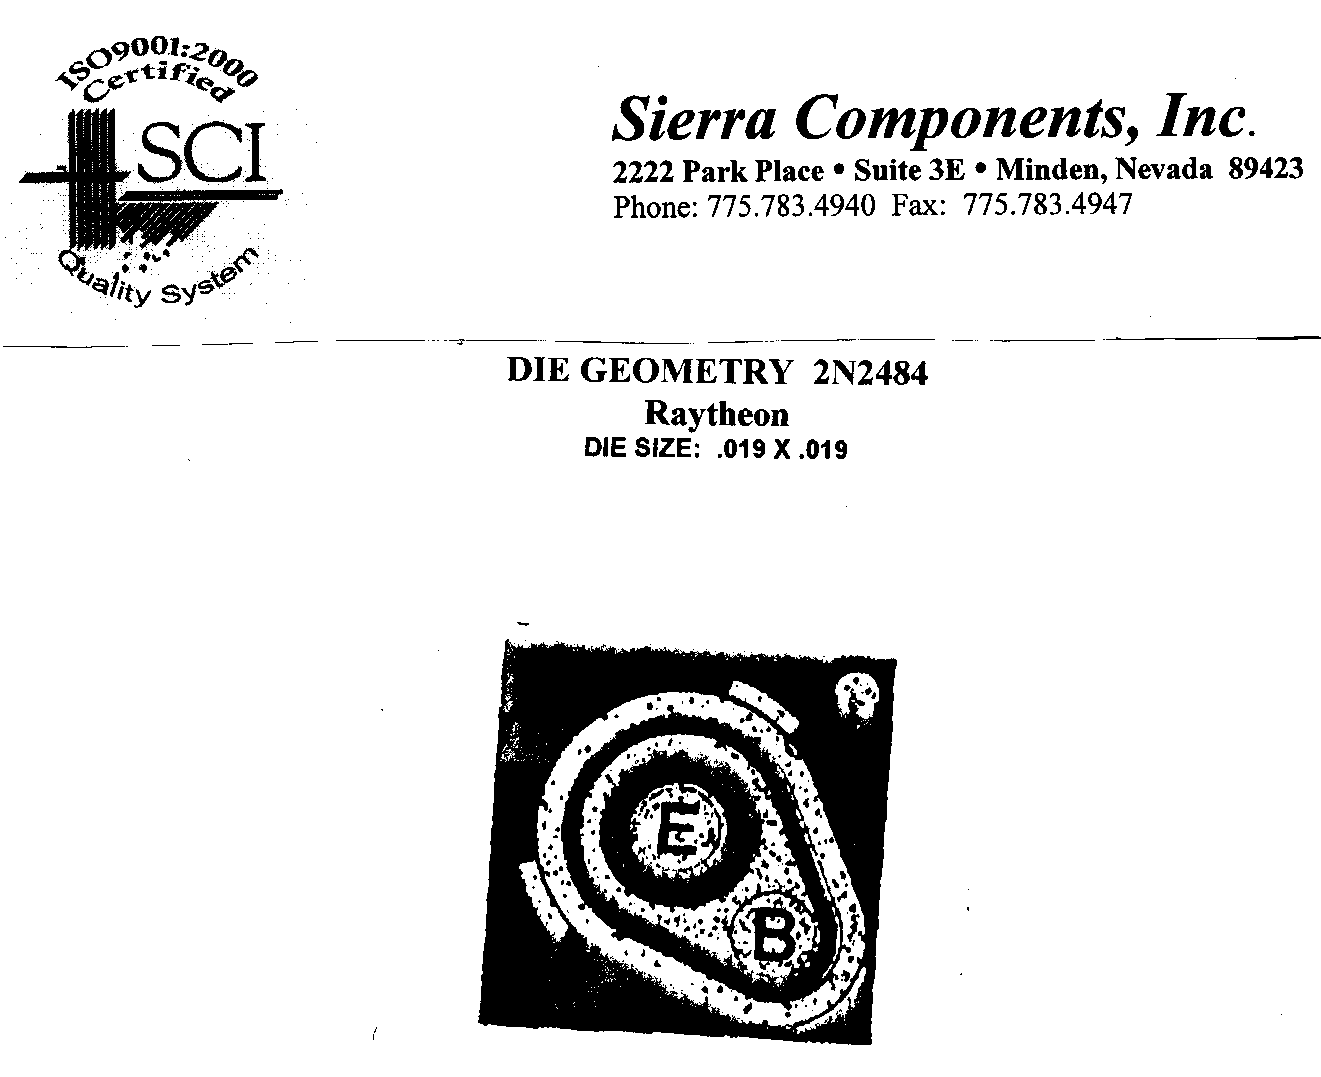 ISO9001:2000
Certified
SCI
Quality System
Sierra Components, Inc.
2222 Park Place • Suite 3E • Minden, Nevada 89423
Phone: 775.783.4940 Fax: 775.783.4947
DIE GEOMETRY 2N2484
Raytheon
DIE SIZE: .019 X .019
E
B